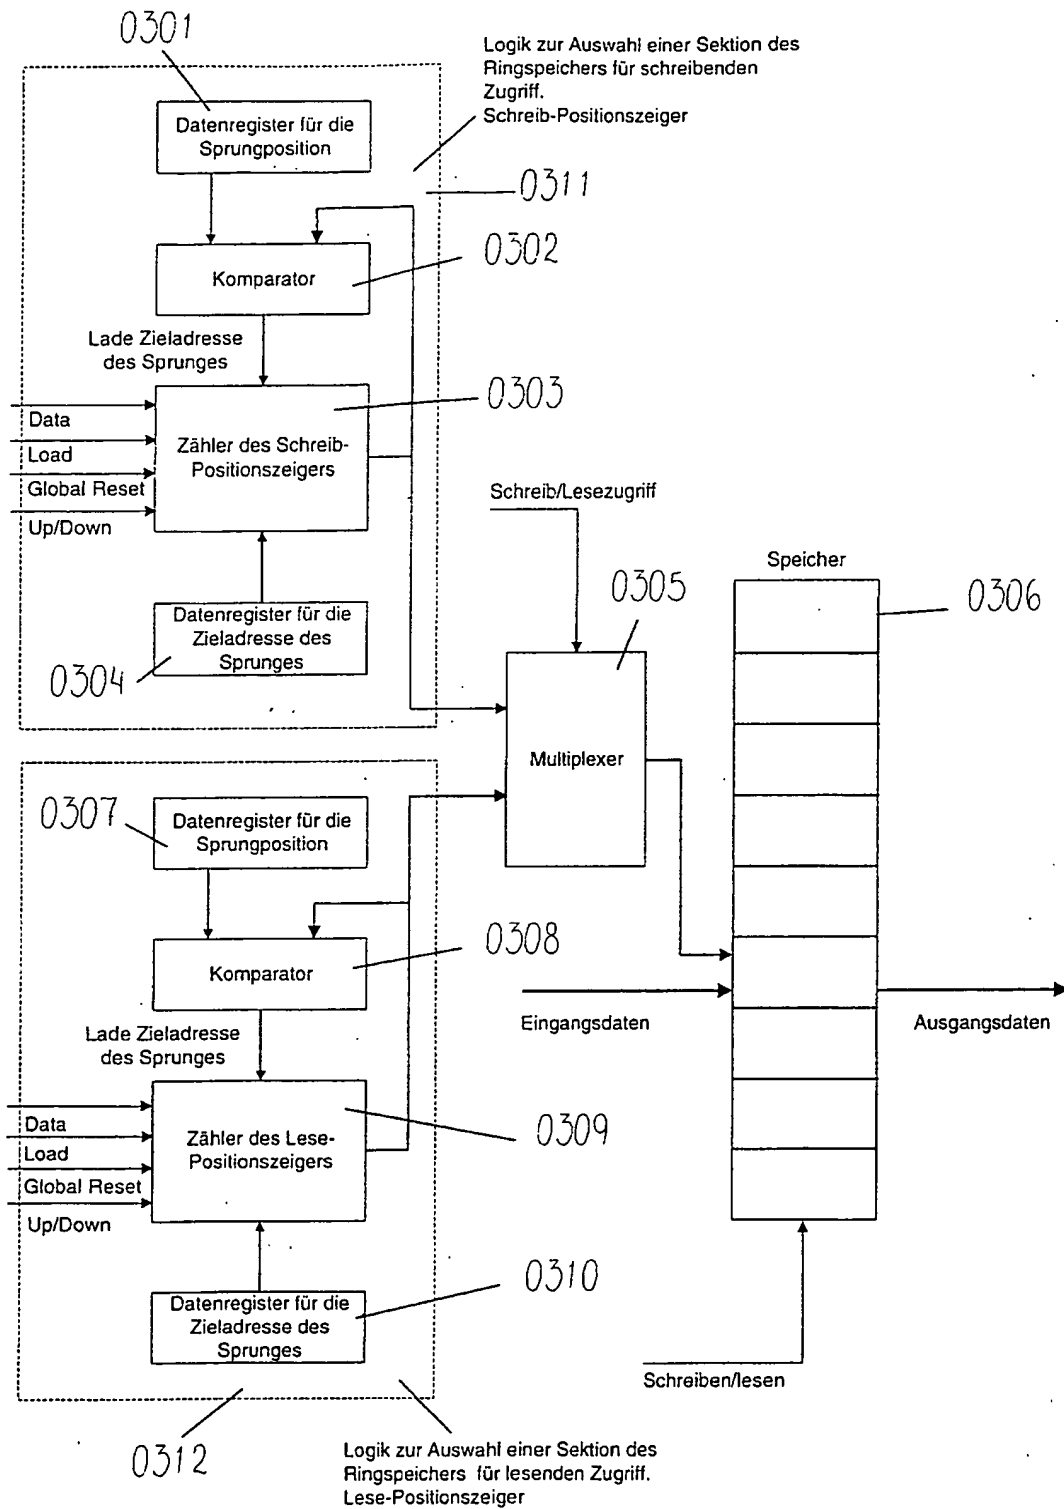 0301
Logik zur Auswahl einer Sektion des
Ringspeichers für schreibenden
Zugriff.
Schreib-Positionszeiger
Datenregister für die
Sprungposition
0311
0302
Komparator
Lade Zieladresse
des Sprunges
0303
Data
Load
Global Reset
Up/Down
Zähler des Schreib-
Positionszeigers
Schreib/Lesezugriff
Speicher
0305
0306
Datenregister für die
Zieladresse des
Sprunges
0304
Multiplexer
0307
Datenregister für die
Sprungposition
0308
Komparator
Eingangsdaten
Ausgangsdaten
Lade Zieladresse
des Sprunges
0309
Data
Load
Global Reset
Up/Down
Zähler des Lese-
Positionszeigers
0310
Datenregister für die
Zieladresse des
Sprunges
Schreiben/lesen
0312
Logik zur Auswahl einer Sektion des
Ringspeichers für lesenden Zugriff.
Lese-Positionszeiger